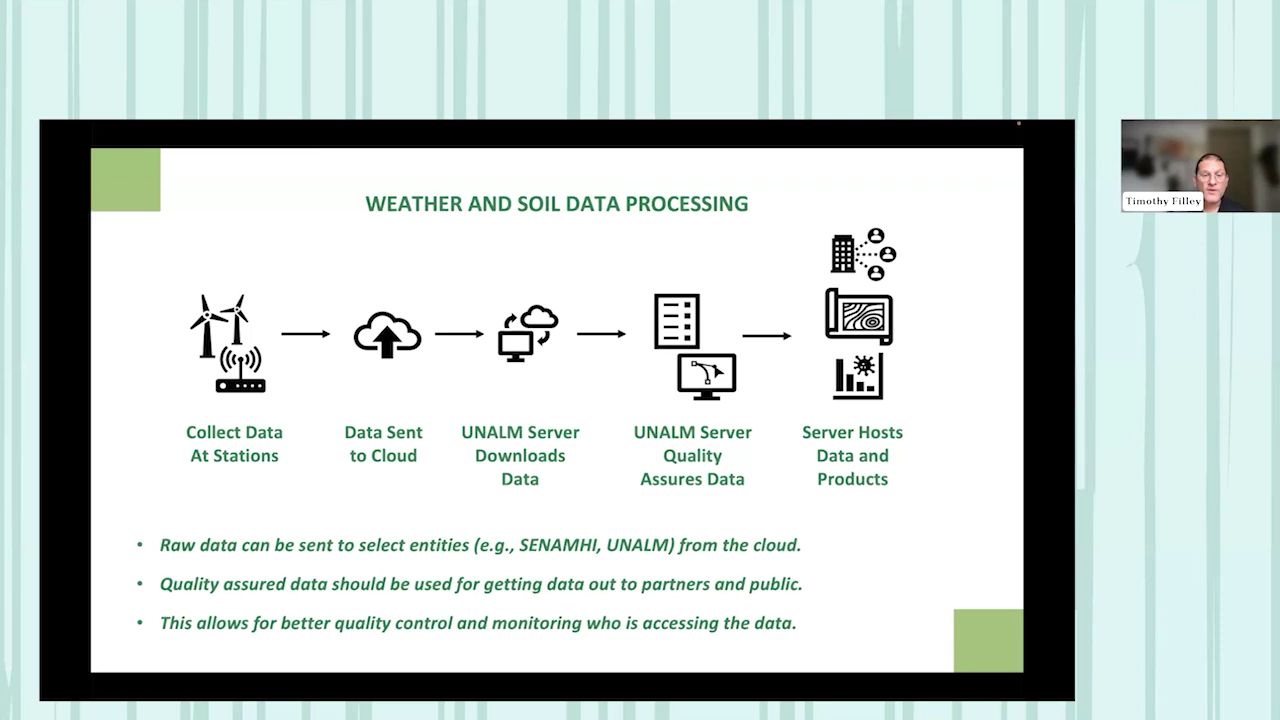 WEATHER AND SOIL DATA PROCESSING
Timothy Filley
Collect Data
At Stations
Data Sent
to Cloud
UNALM Server
Downloads
Data
UNALM Server
Quality
Assures Data
Server Hosts
Data and
Products
• Raw data can be sent to select entities (e.g., SENAMHI, UNALM) from the cloud.
• Quality assured data should be used for getting data out to partners and public.
• This allows for better quality control and monitoring who is accessing the data.